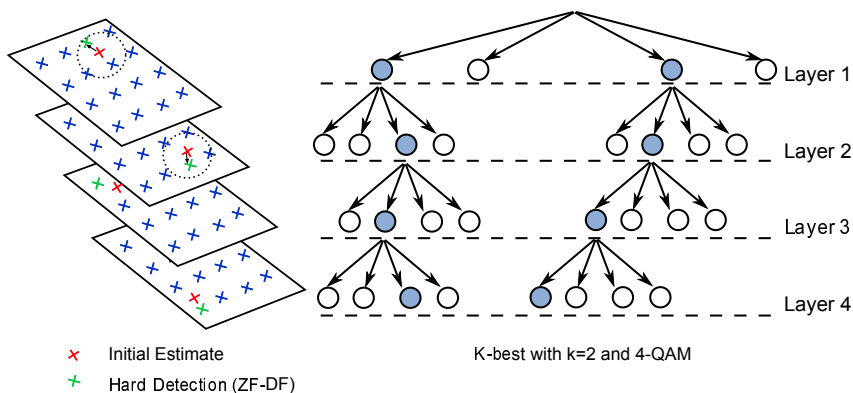 Layer 1
Layer 2
Layer 3
Layer 4
Initial Estimate
Hard Detection (ZF-DF)
K-best with k=2 and 4-QAM